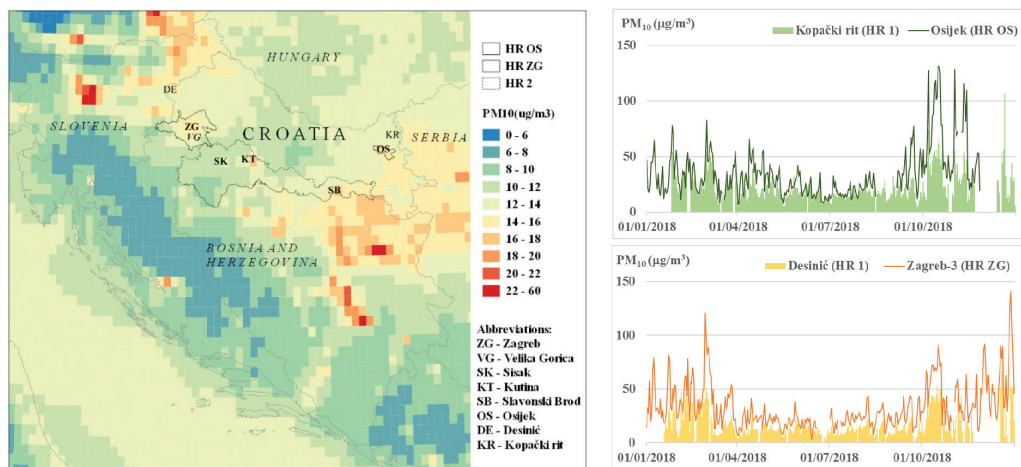 HUNGARY
DE
SLOVENIA
ZG
VG
CROATIA
KR
SERBIA
OS
SK
KT
SB
BOSNIA AND
HERZEGOVINA
HR OS
HR ZG
HR 2
PM10(ug/m3)
0 - 6
6 - 8
8 - 10
10 - 12
12 - 14
14 - 16
16 - 18
18 - 20
20 - 22
22 - 60
Abbreviations:
ZG - Zagreb
VG - Velika Gorica
SK - Sisak
KT - Kutina
SB - Slavonski Brod
OS - Osijek
DE - Desinić
KR - Kopački rit
PM₁₀ (µg/m³)
Kopački rit (HR 1) Osijek (HR OS)
150
100
50
0
01/01/2018 01/04/2018 01/07/2018 01/10/2018
PM₁₀ (µg/m³)
Desinić (HR 1) Zagreb-3 (HR ZG)
150
100
50
0
01/01/2018 01/04/2018 01/07/2018 01/10/2018